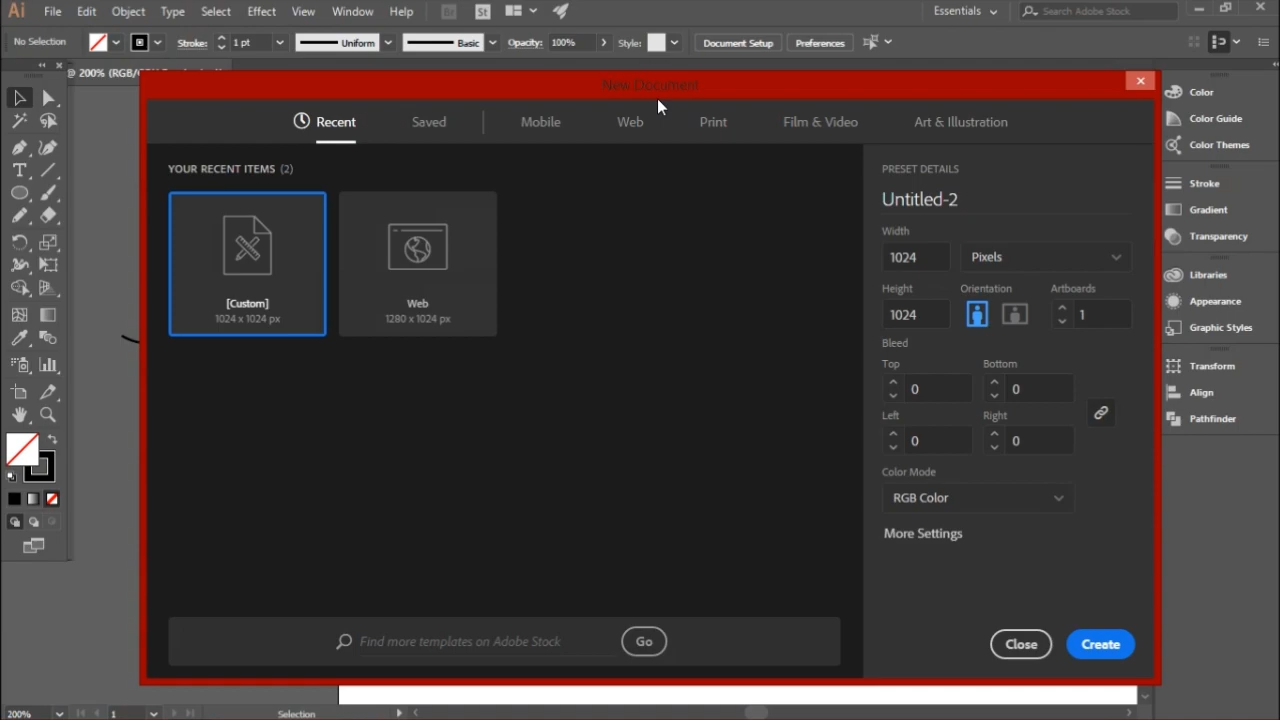 Ai File Edit Object Type Select Effect View Window Help Br St Essentials Search Adobe Stock
No Selection Stroke: 1 pt Uniform Basic Opacity: 100% Style: Document Setup Preferences
@ 200% (RGB/
New Document
Recent Saved Mobile Web Print Film & Video Art & Illustration
YOUR RECENT ITEMS (2)
[Custom]
1024 x 1024 px
Web
1280 x 1024 px
Find more templates on Adobe Stock Go
PRESET DETAILS
Untitled-2
Width
1024 Pixels
Height Orientation Artboards
1024 1
Bleed
Top Bottom
0 0
Left Right
0 0
Color Mode
RGB Color
More Settings
Close Create
Color
Color Guide
Color Themes
Stroke
Gradient
Transparency
Libraries
Appearance
Graphic Styles
Transform
Align
Pathfinder
200% 1 Selection